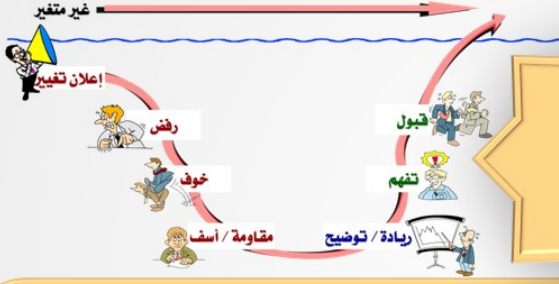 غير متغير
إعلان تغيير
رفض
خوف
مقاومة / أسف
ريادة / توضيح
تفهم
قبول